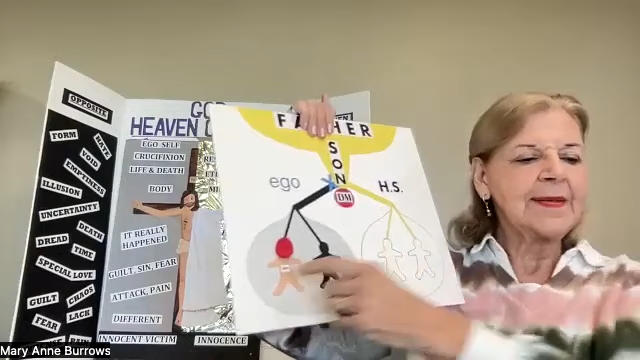 OPPOSITE
FORM
HATE
VOID
EMPTINESS
ILLUSION
UNCERTAINTY
DEATH
DREAD
TIME
SPECIAL LOVE
CHAOS
GUILT
LACK
FEAR
PAIN
GOD
HEAVEN
EGO SELF
CRUCIFIXION
LIFE & DEATH
BODY
IT REALLY
HAPPENED
GUILT, SIN, FEAR
ATTACK, PAIN
DIFFERENT
INNOCENT VICTIM
INNOCENCE
FATHER
SON
ego
H.S.
DM
Mary Anne Burrows